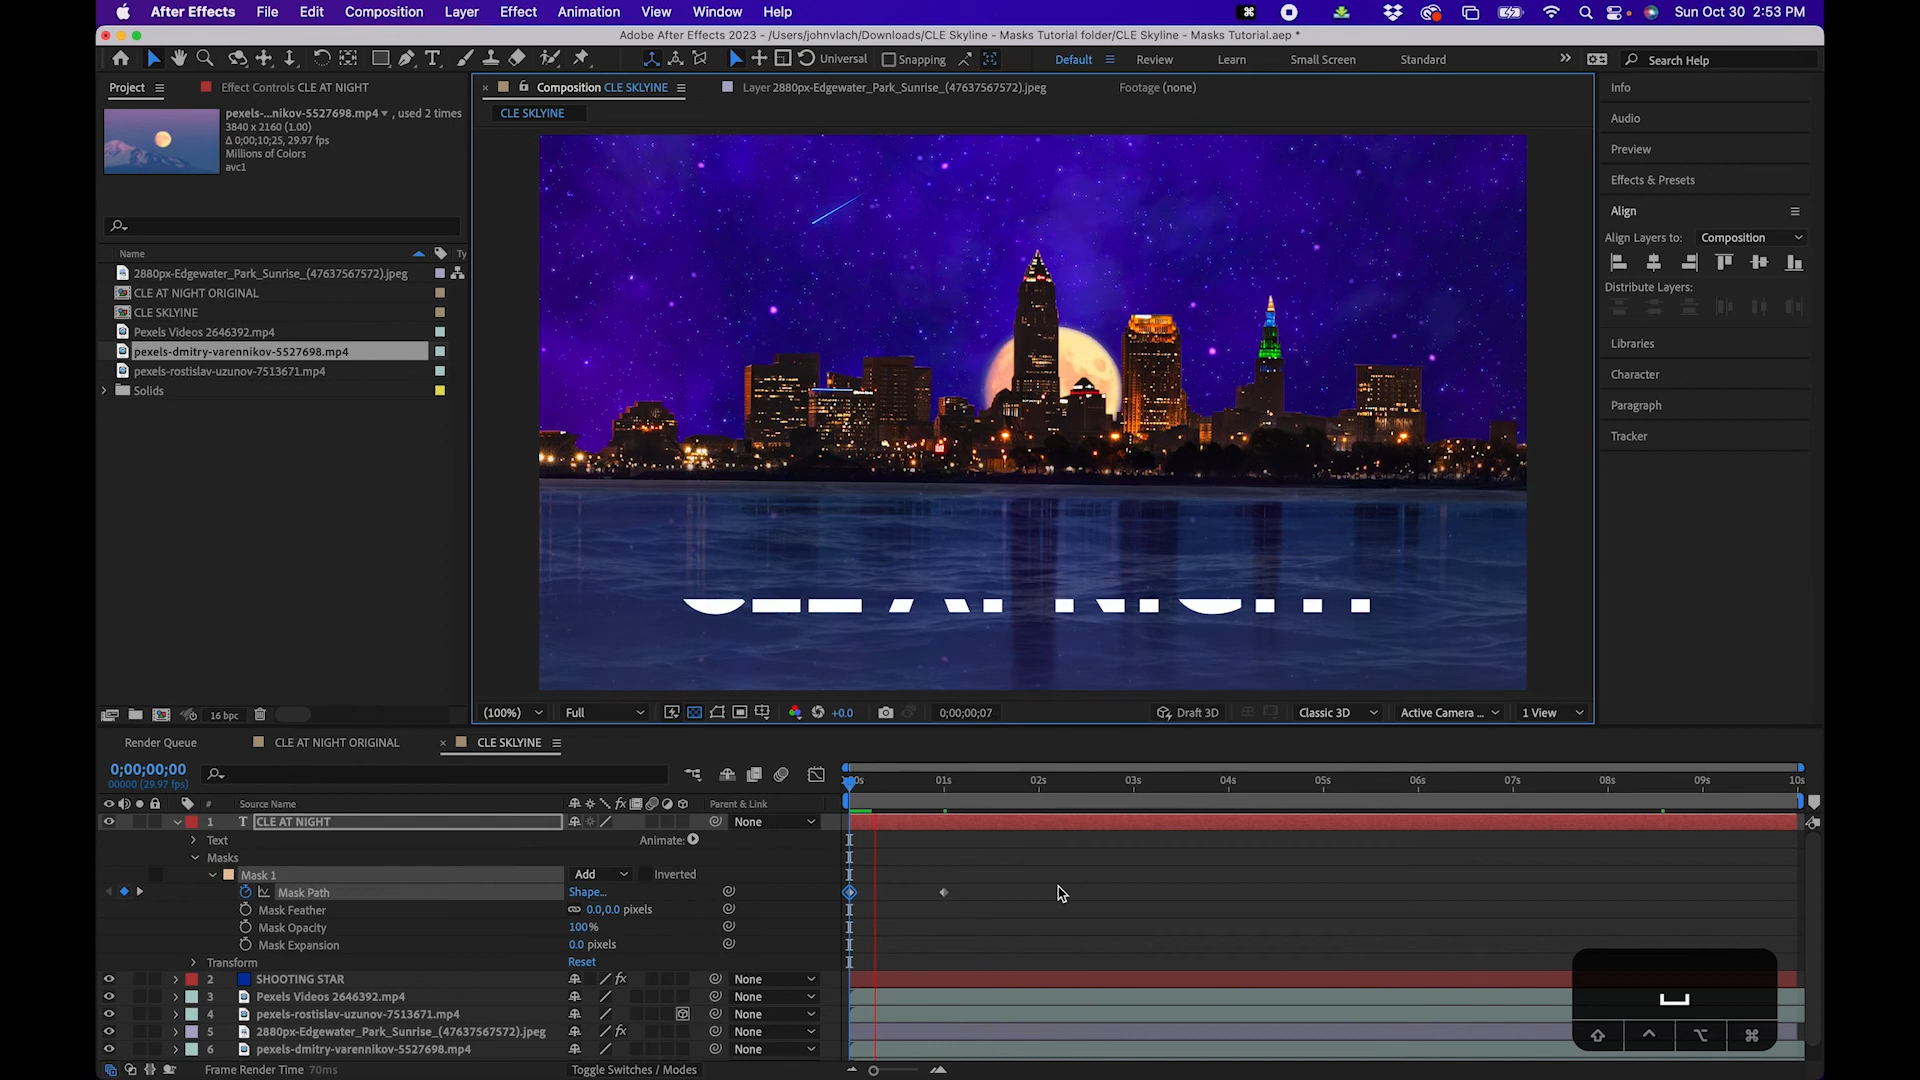 After Effects File Edit Composition Layer Effect Animation View Window Help Sun Oct 30 2:53 PM
Adobe After Effects 2023 - /Users/johnvlach/Downloads/CLE Skyline - Masks Tutorial folder/CLE Skyline - Masks Tutorial.aep *
Universal Snapping Default Review Learn Small Screen Standard Search Help
Project Effect Controls CLE AT NIGHT Composition CLE SKLYINE Layer 2880px-Edgewater_Park_Sunrise_(47637567572).jpeg Footage (none) Info
CLE SKLYINE
pexels-...nikov-5527698.mp4 , used 2 times
3840 x 2160 (1.00)
Δ 0;00;10;25, 29.97 fps
Millions of Colors
avc1
Audio
Preview
Effects & Presets
Align
Align Layers to: Composition
Distribute Layers:
Libraries
Character
Paragraph
Tracker
Name Ty
2880px-Edgewater_Park_Sunrise_(47637567572).jpeg
CLE AT NIGHT ORIGINAL
CLE SKLYINE
Pexels Videos 2646392.mp4
pexels-dmitry-varennikov-5527698.mp4
pexels-rostislav-uzunov-7513671.mp4
Solids
16 bpc (100%) Full +0.0 0;00;00;07 Draft 3D Classic 3D Active Camera ... 1 View
Render Queue CLE AT NIGHT ORIGINAL CLE SKLYINE
0;00;00;00
00000 (29.97 fps)
:00s 01s 02s 03s 04s 05s 06s 07s 08s 09s 10s
# Source Name fx Parent & Link
1 T CLE AT NIGHT None
Text Animate:
Masks
Mask 1 Add Inverted
Mask Path Shape...
Mask Feather 0.0,0.0 pixels
Mask Opacity 100%
Mask Expansion 0.0 pixels
Transform Reset
2 SHOOTING STAR fx None
3 Pexels Videos 2646392.mp4 None
4 pexels-rostislav-uzunov-7513671.mp4 None
5 2880px-Edgewater_Park_Sunrise_(47637567572).jpeg fx None
6 pexels-dmitry-varennikov-5527698.mp4 None
Frame Render Time 70ms Toggle Switches / Modes